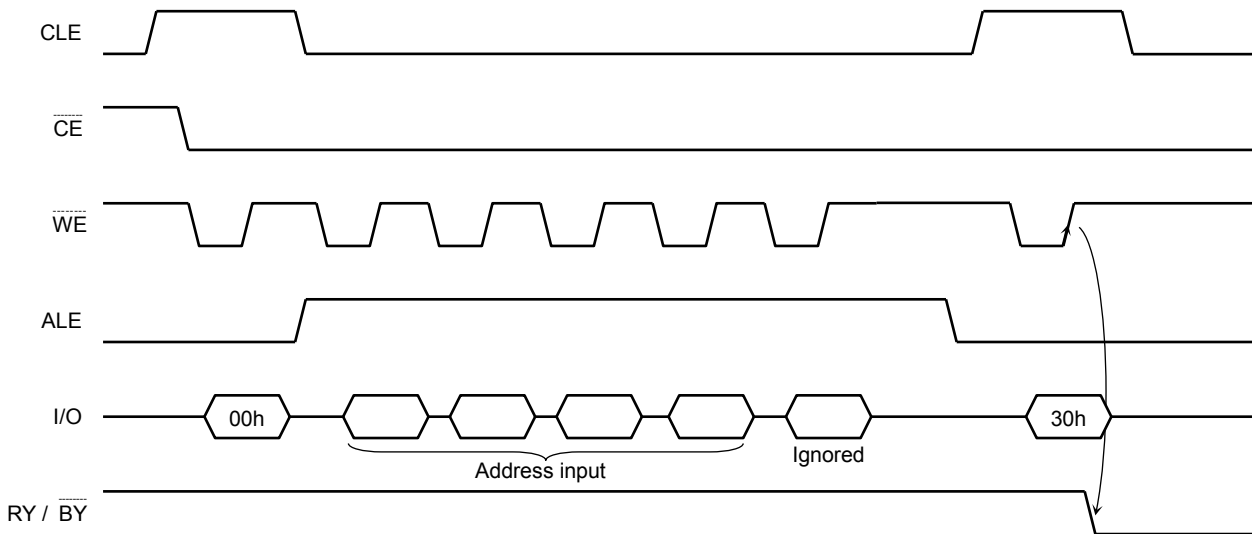 CLE
CE
WE
ALE
I/O
00h
30h
Address input
Ignored
RY / BY